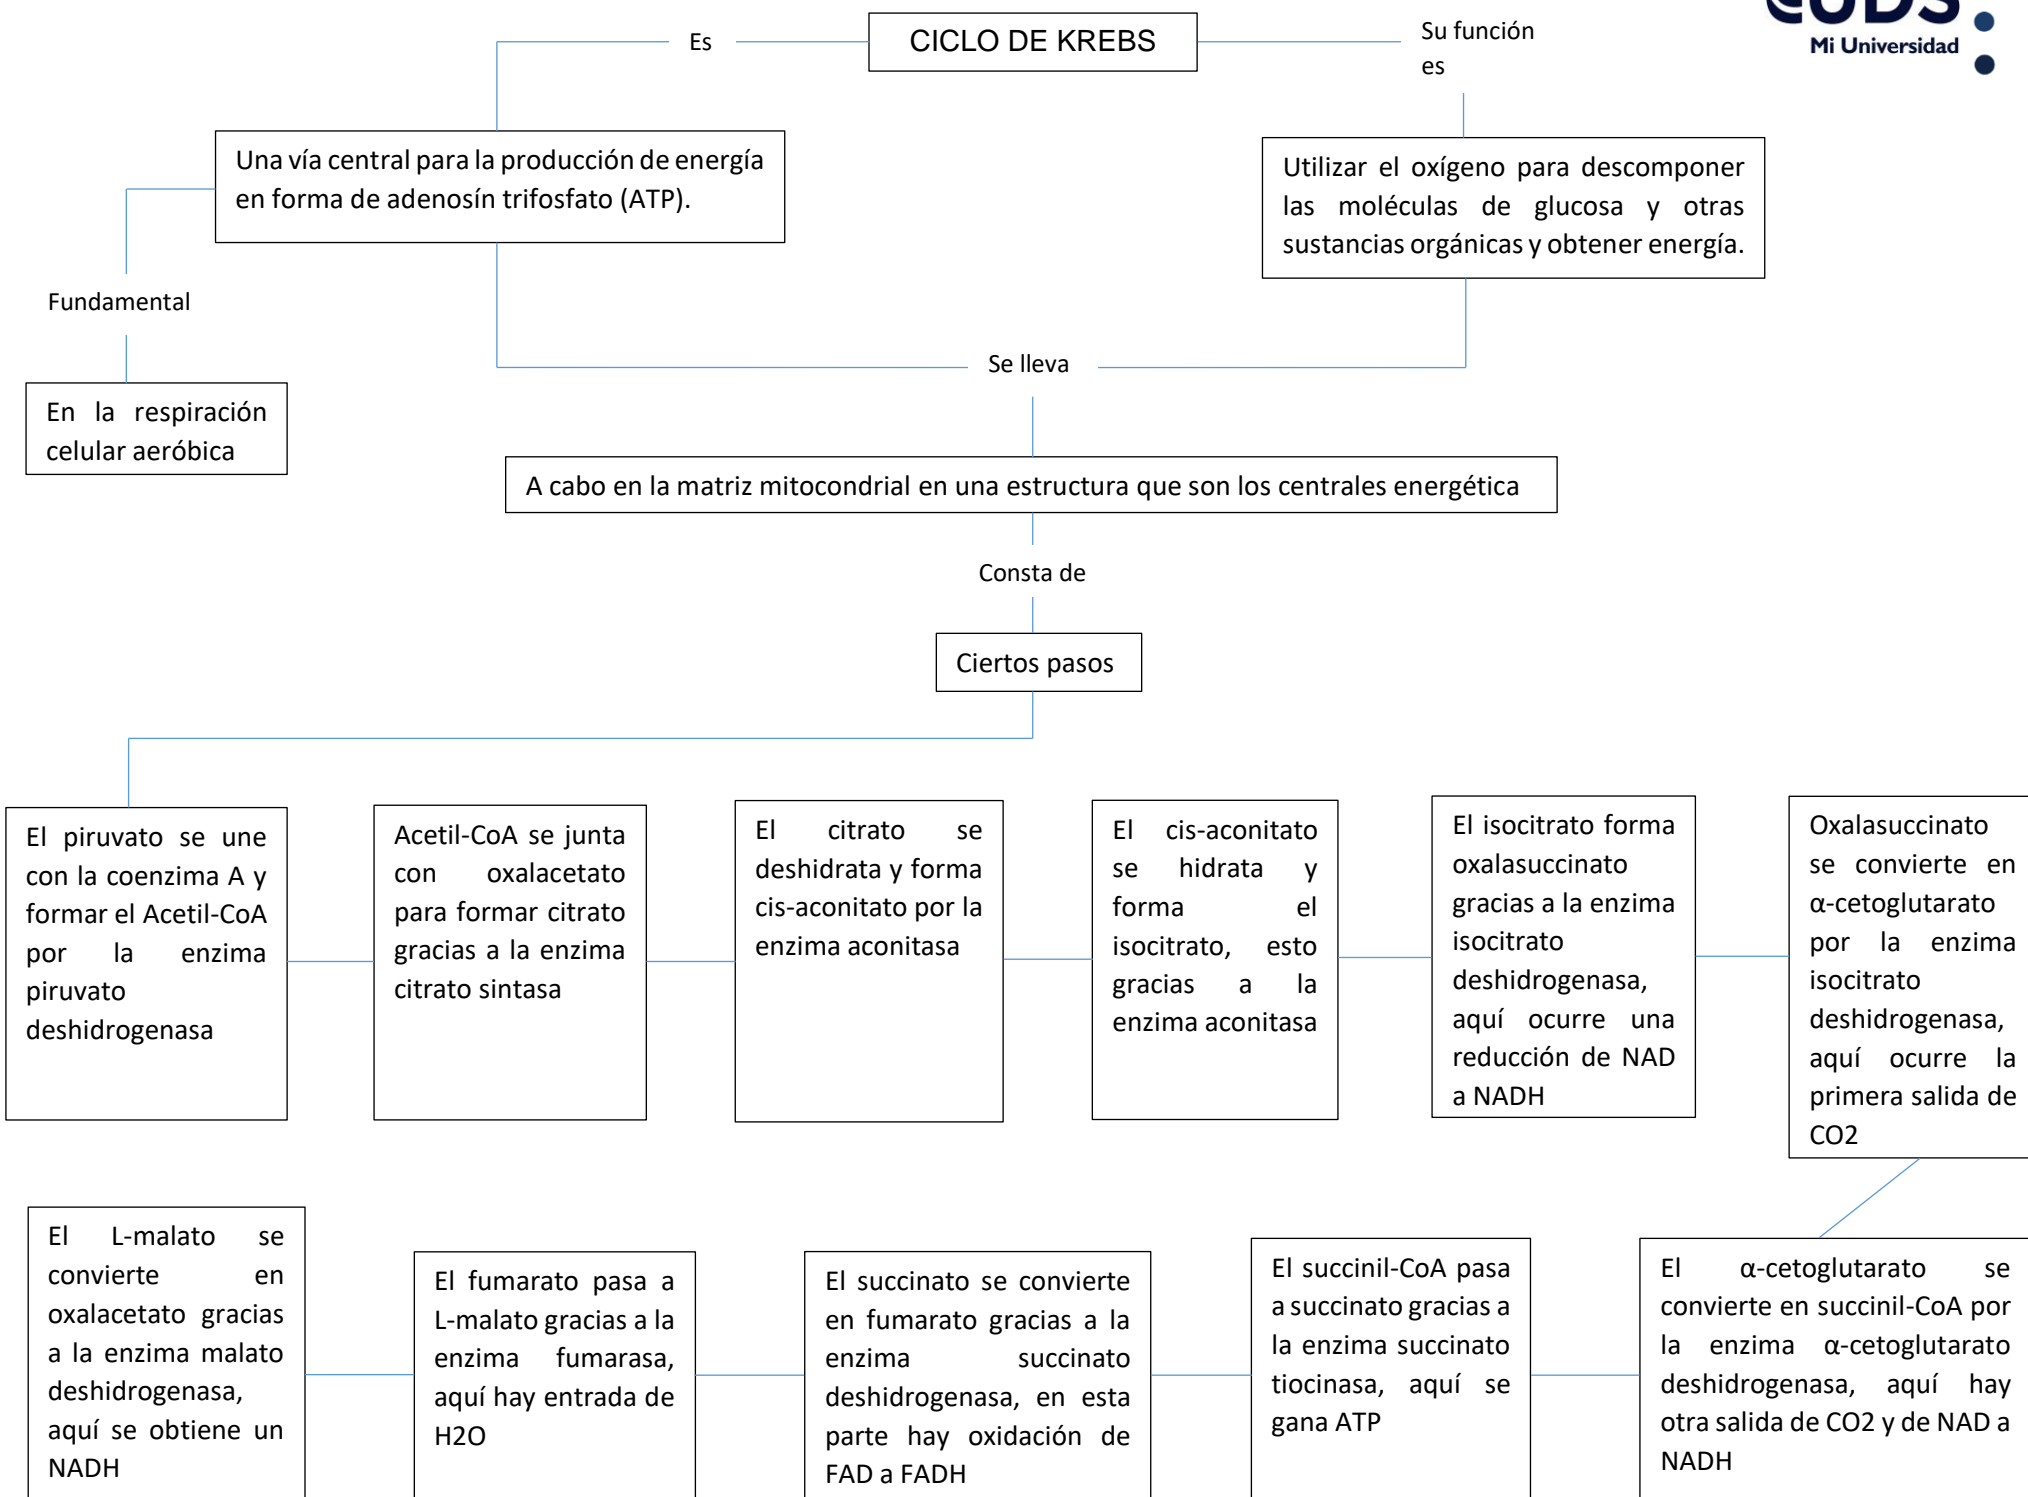 Mi Universidad
CICLO DE KREBS
Es
Su función
es
Una vía central para la producción de energía
en forma de adenosín trifosfato (ATP).
Utilizar el oxígeno para descomponer
las moléculas de glucosa y otras
sustancias orgánicas y obtener energía.
Fundamental
En la respiración
celular aeróbica
Se lleva
A cabo en la matriz mitocondrial en una estructura que son los centrales energética
Consta de
Ciertos pasos
El piruvato se une
con la coenzima A y
formar el Acetil-CoA
por la enzima
piruvato
deshidrogenasa
Acetil-CoA se junta
con oxalacetato
para formar citrato
gracias a la enzima
citrato sintasa
El citrato se
deshidrata y forma
cis-aconitato por la
enzima aconitasa
El cis-aconitato
se hidrata y
forma el
isocitrato, esto
gracias a la
enzima aconitasa
El isocitrato forma
oxalasuccinato
gracias a la enzima
isocitrato
deshidrogenasa,
aquí ocurre una
reducción de NAD
a NADH
Oxalasuccinato
se convierte en
α-cetoglutarato
por la enzima
isocitrato
deshidrogenasa,
aquí ocurre la
primera salida de
CO2
El α-cetoglutarato se
convierte en succinil-CoA por
la enzima α-cetoglutarato
deshidrogenasa, aquí hay
otra salida de CO2 y de NAD a
NADH
El succinil-CoA pasa
a succinato gracias a
la enzima succinato
tiocinasa, aquí se
gana ATP
El succinato se convierte
en fumarato gracias a la
enzima succinato
deshidrogenasa, en esta
parte hay oxidación de
FAD a FADH
El fumarato pasa a
L-malato gracias a la
enzima fumarasa,
aquí hay entrada de
H2O
El L-malato se
convierte en
oxalacetato gracias
a la enzima malato
deshidrogenasa,
aquí se obtiene un
NADH